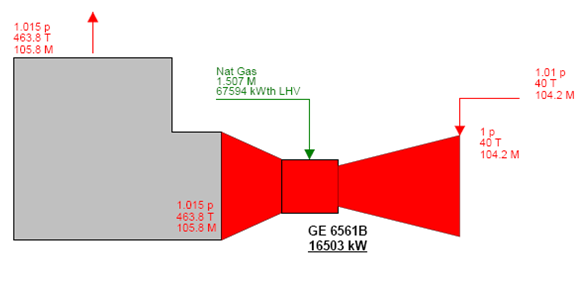 1.015 p
463.8 T
105.8 M
Nat Gas
1.507 M
67594 kWth LHV
1.01 p
40 T
104.2 M
1 p
40 T
104.2 M
1.015 p
463.8 T
105.8 M
GE 6561B
16503 kW